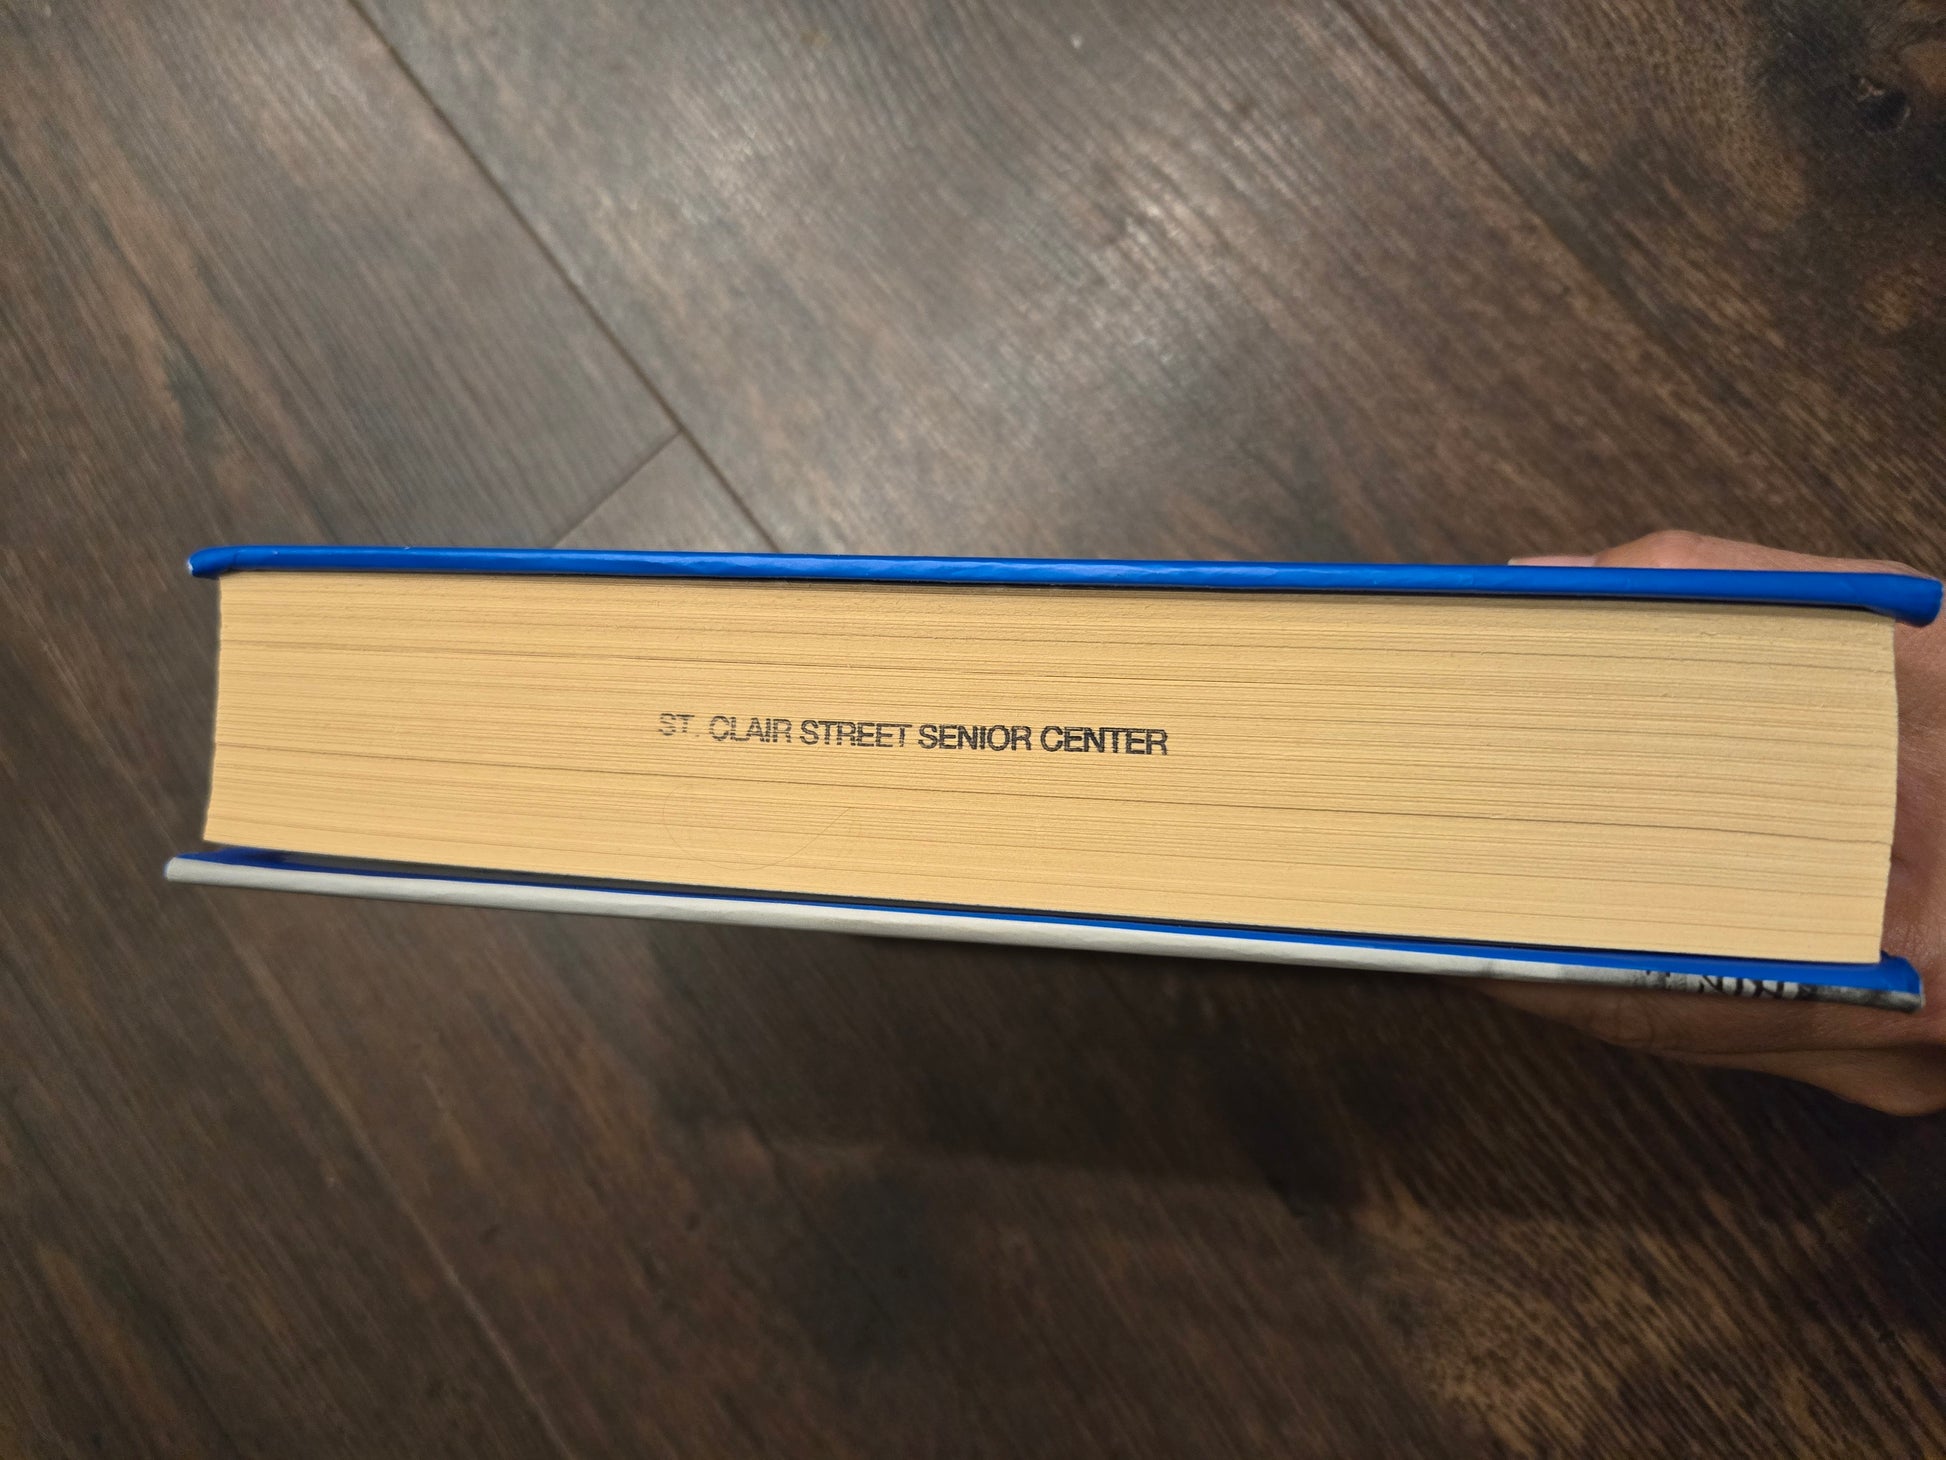 ST. CLAIR STREET SENIOR CENTER